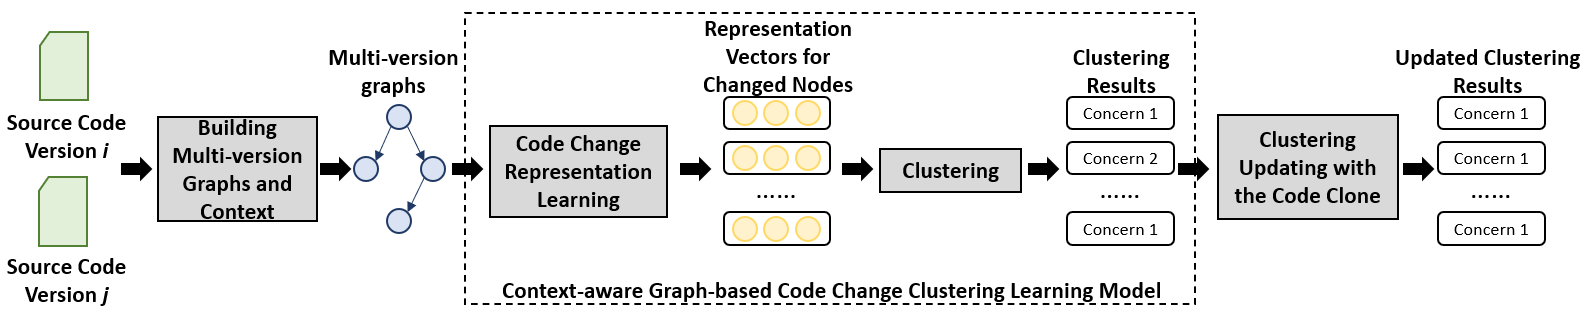 Source Code
Version i
Source Code
Version j
Building
Multi-version
Graphs and
Context
Multi-version
graphs
Code Change
Representation
Learning
Representation
Vectors for
Changed Nodes
......
Clustering
Clustering
Results
Concern 1
Concern 2
......
Concern 1
Context-aware Graph-based Code Change Clustering Learning Model
Clustering
Updating with
the Code Clone
Updated Clustering
Results
Concern 1
Concern 1
......
Concern 1